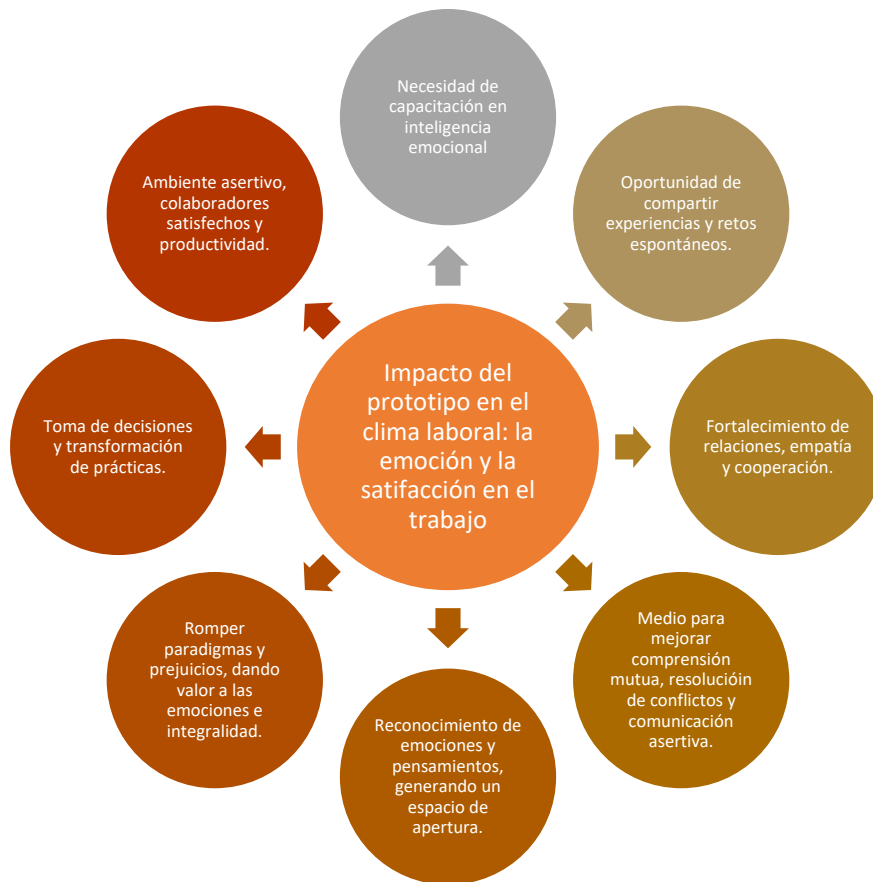 Necesidad de
capacitación en
inteligencia
emocional
Oportunidad de
compartir
experiencias y retos
espontáneos.
Fortalecimiento de
relaciones, empatía
y cooperación.
Medio para
mejorar
comprensión
mutua, resolucióin
de conflictos y
comunicación
asertiva.
Reconocimiento de
emociones y
pensamientos,
generando un
espacio de
apertura.
Romper
paradigmas y
prejuicios, dando
valor a las
emociones e
integralidad.
Toma de decisiones
y transformación
de prácticas.
Ambiente asertivo,
colaboradores
satisfechos y
productividad.
Impacto del
prototipo en el
clima laboral: la
emoción y la
satifacción en el
trabajo